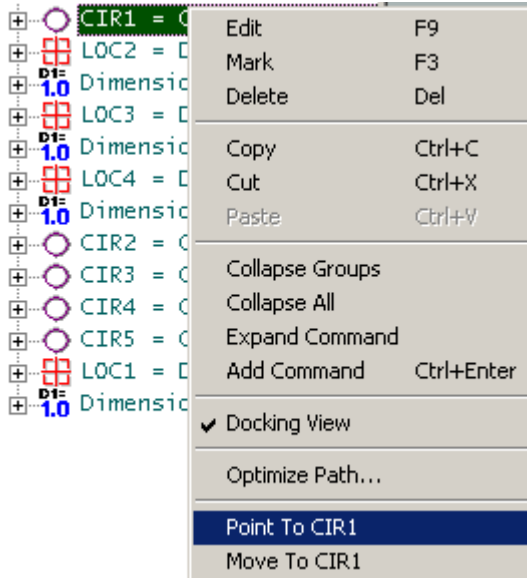 CIR1 = C
LOC2 = D
D1= 1.0 Dimensic
LOC3 = D
D1= 1.0 Dimensic
LOC4 = D
D1= 1.0 Dimensic
CIR2 = C
CIR3 = C
CIR4 = C
CIR5 = C
LOC1 = D
D1= 1.0 Dimensic
Edit F9
Mark F3
Delete Del
Copy Ctrl+C
Cut Ctrl+X
Paste Ctrl+V
Collapse Groups
Collapse All
Expand Command
Add Command Ctrl+Enter
Docking View
Optimize Path...
Point To CIR1
Move To CIR1